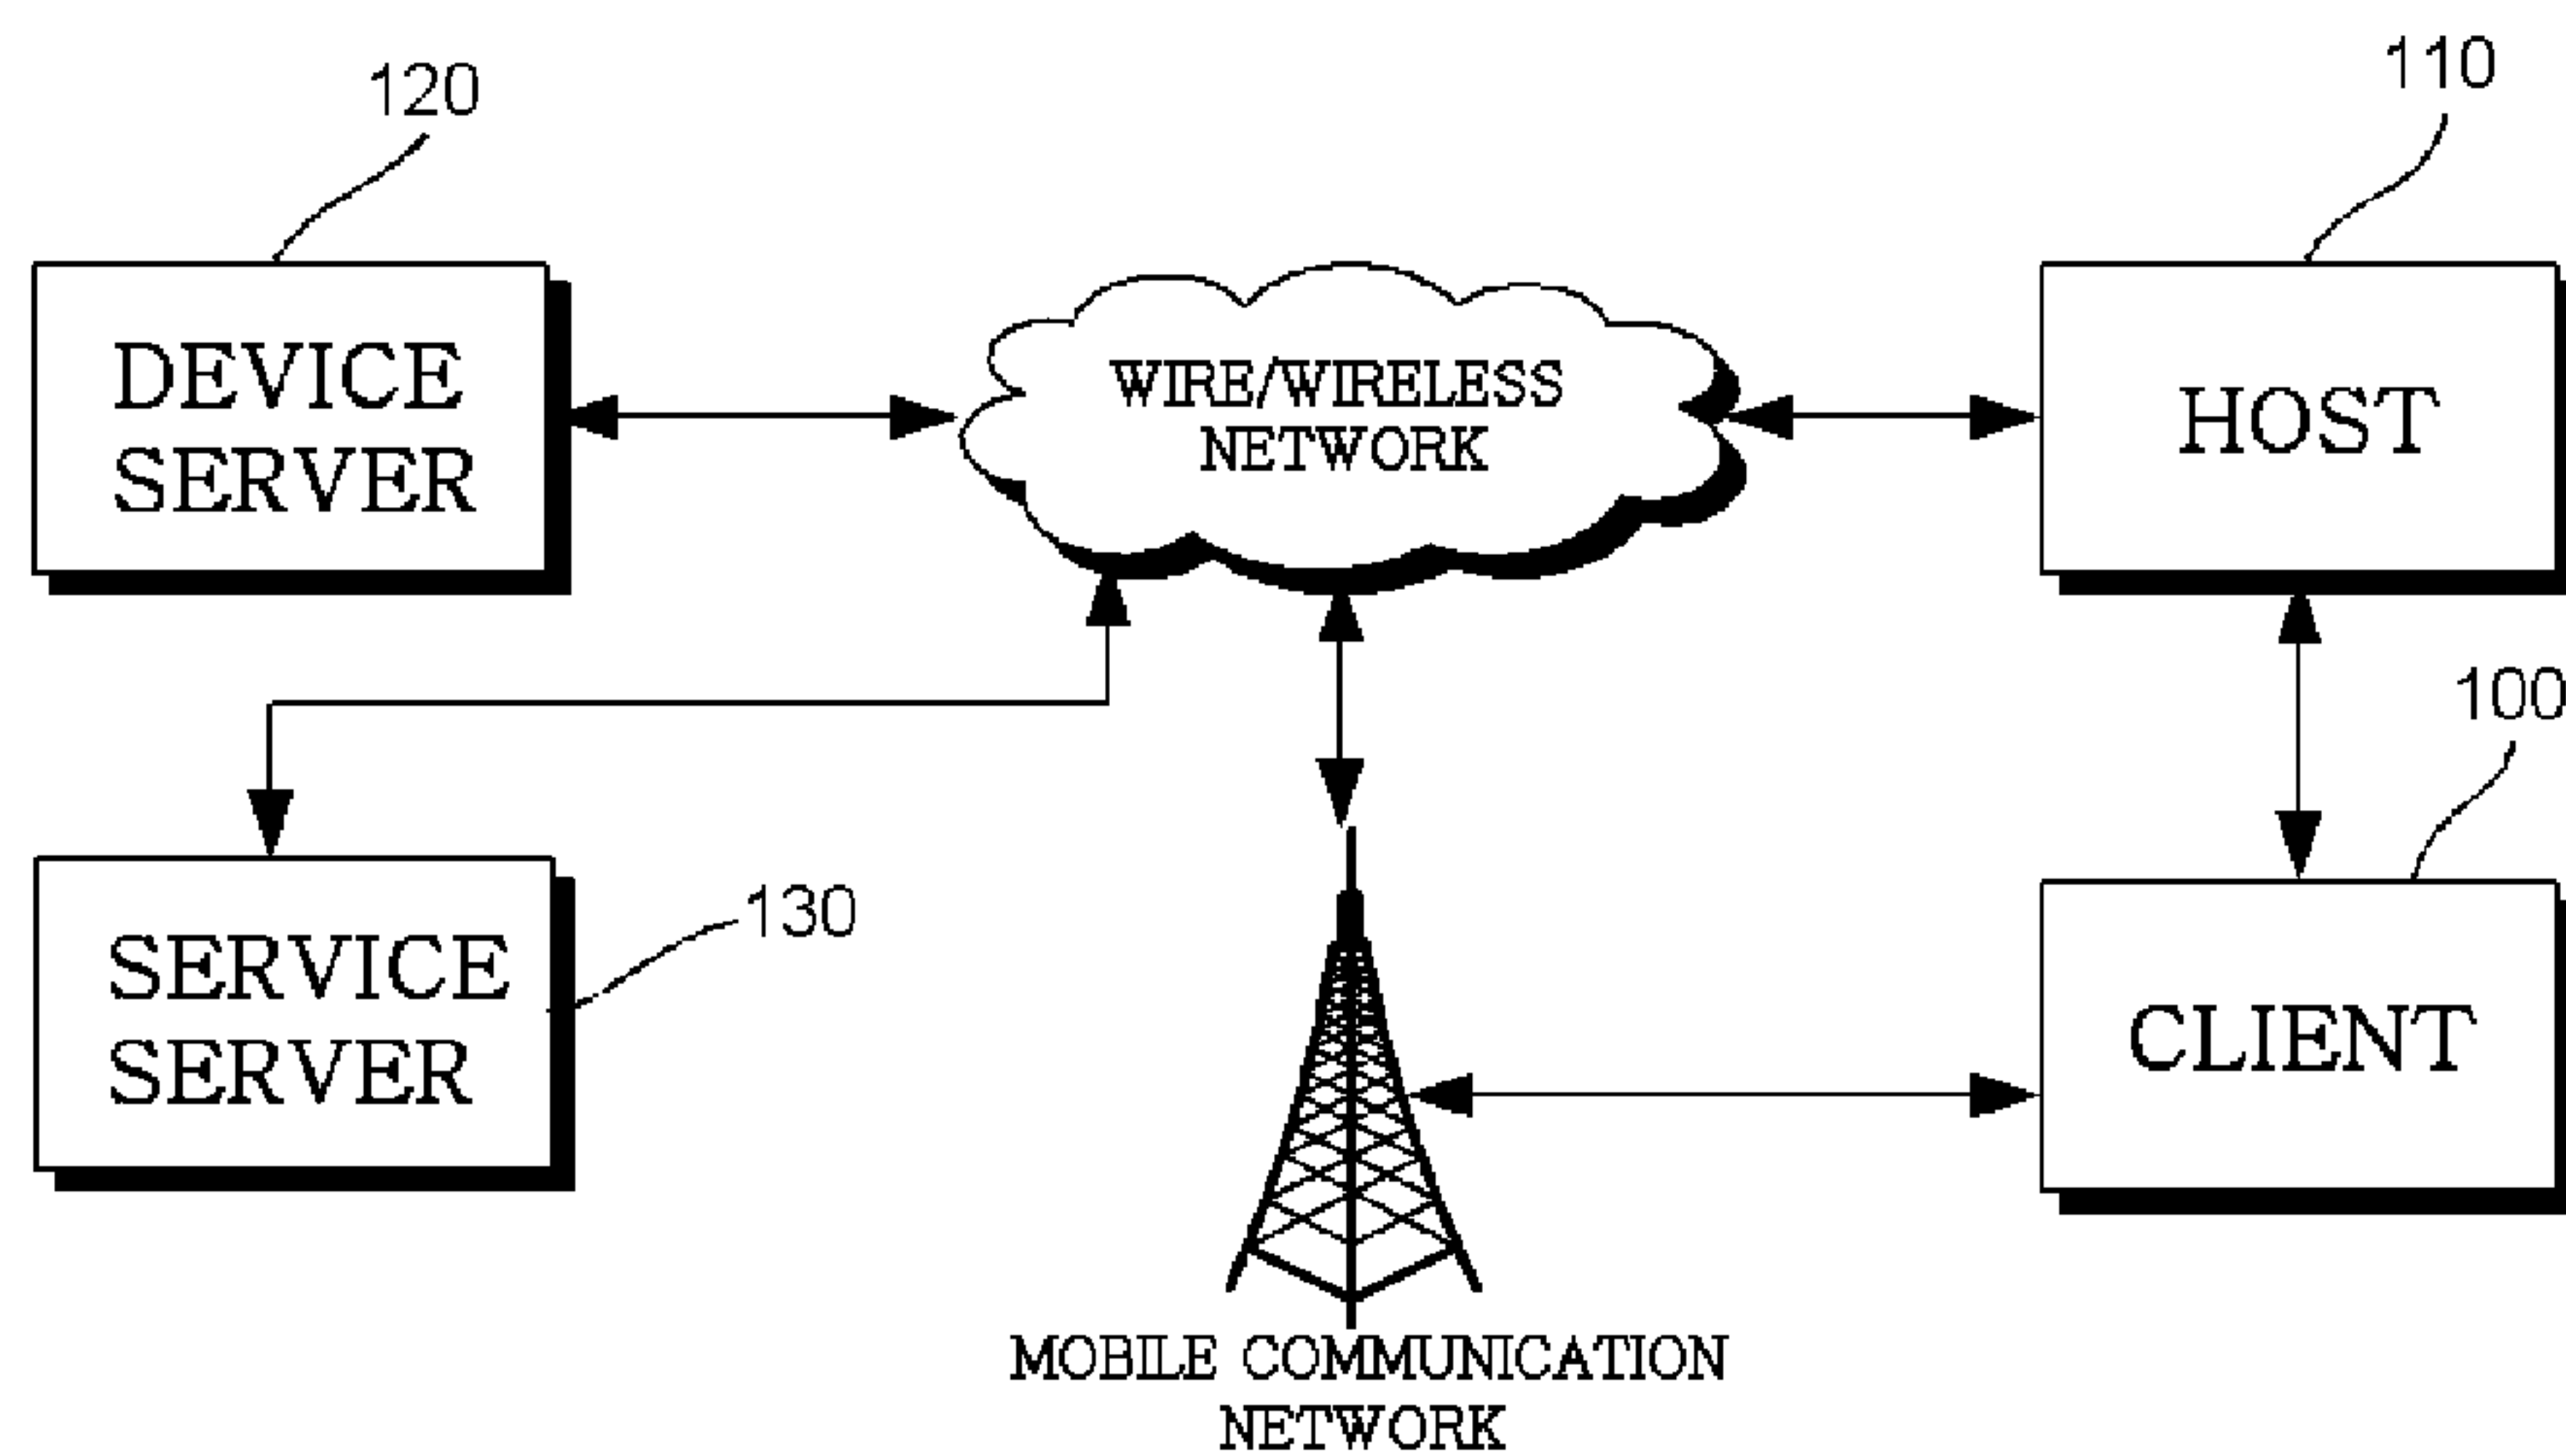 120
110
DEVICE
SERVER
WIRE/WIRELESS
NETWORK
HOST
100
130
SERVICE
SERVER
CLIENT
MOBILE COMMUNICATION
NETWORK